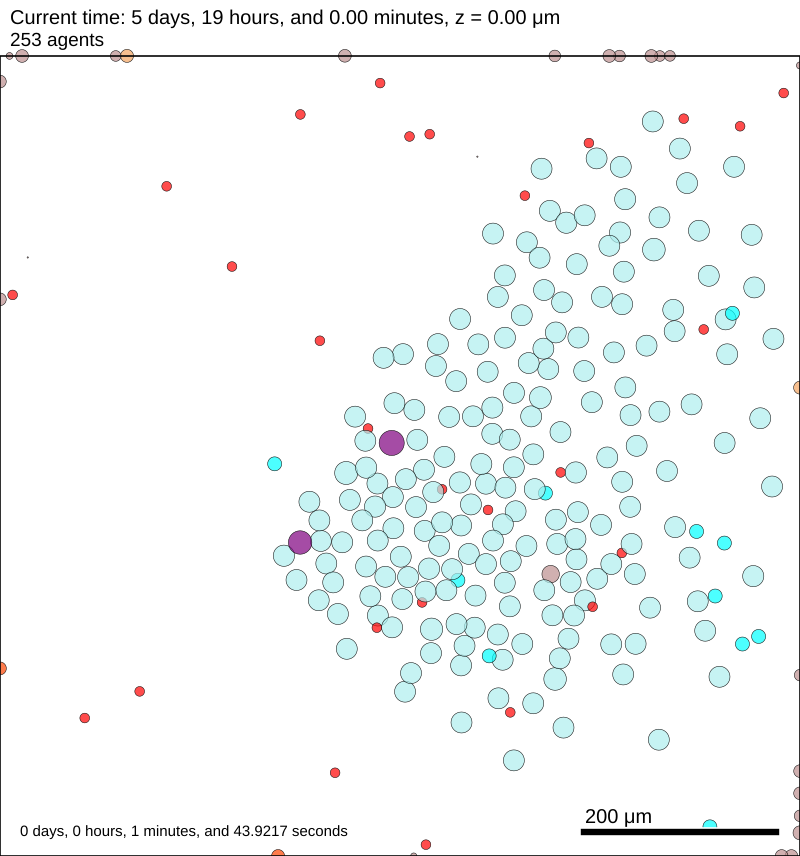 Current time: 5 days, 19 hours, and 0.00 minutes, z = 0.00 μm
253 agents
200 μm
0 days, 0 hours, 1 minutes, and 43.9217 seconds